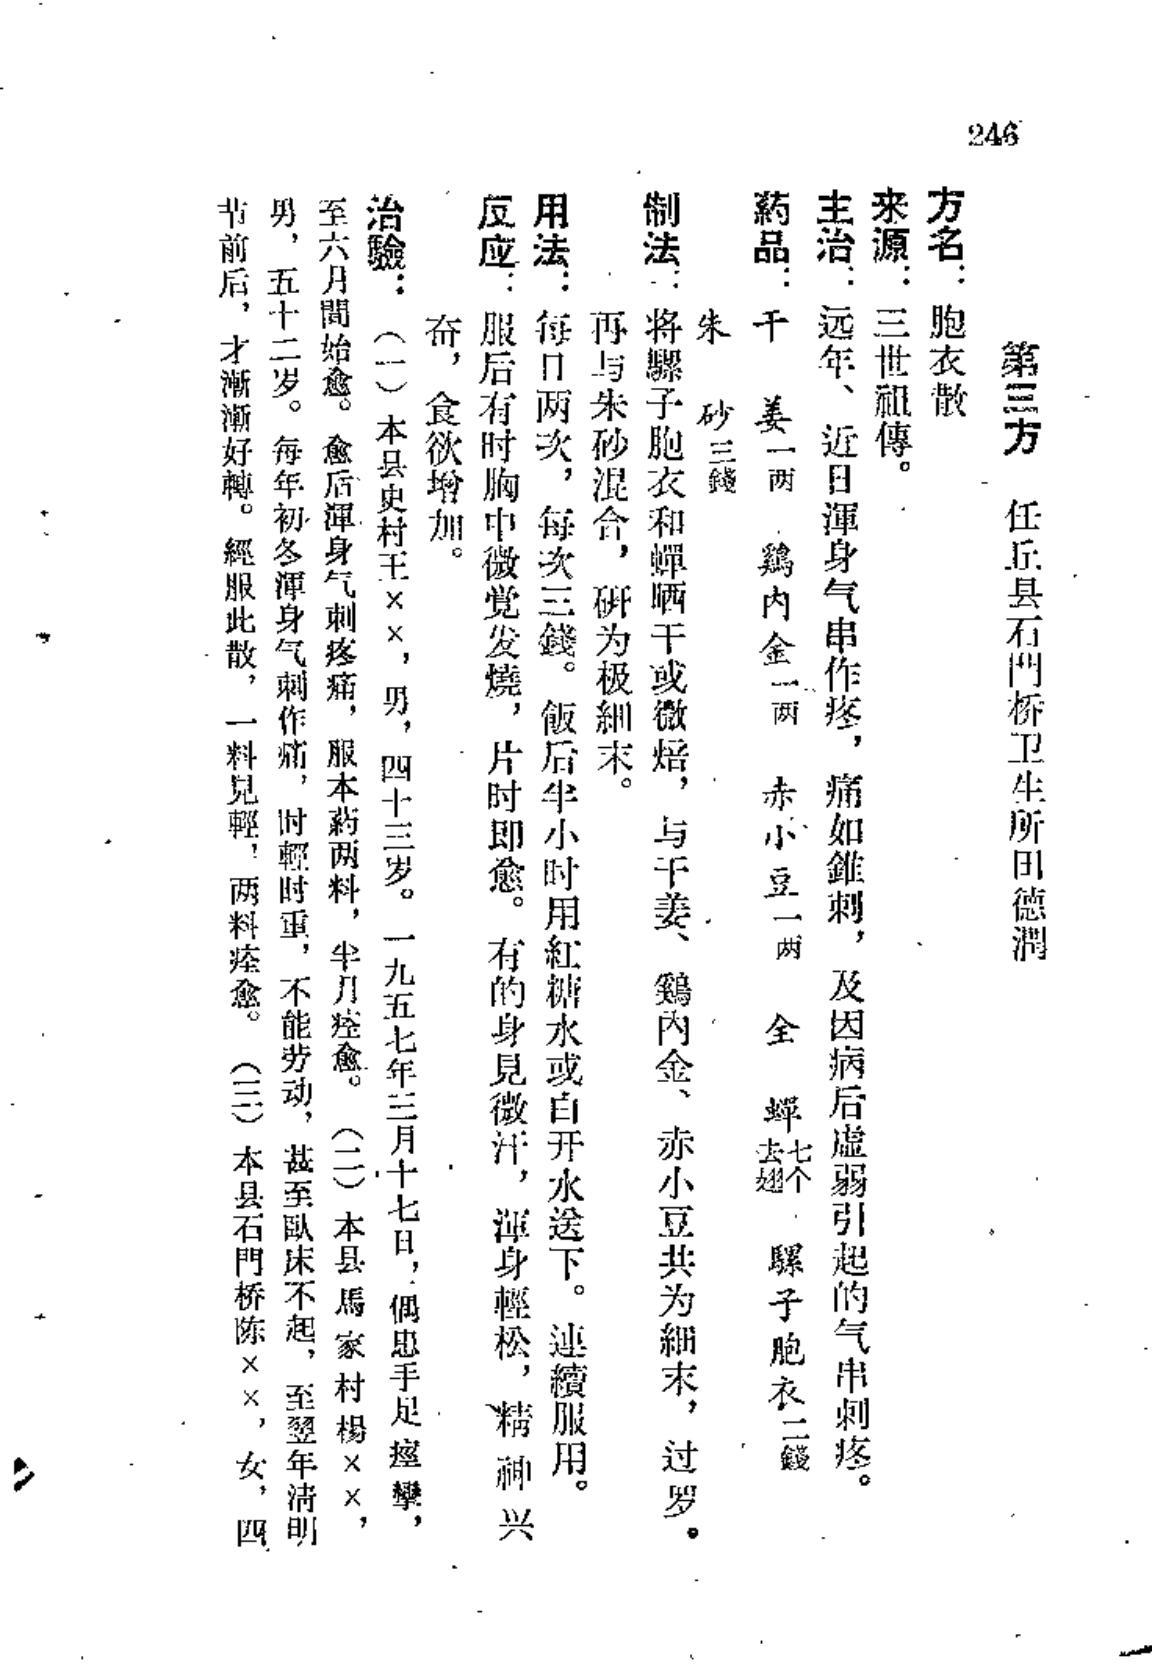 246
第三方　任丘县石門桥卫生所田德潤
方名：胞衣散
来源：三世祖傳。
主治：远年、近日渾身气串作疼，痛如錐刺，及因病后虚弱引起的气串刺疼。
药品：干　姜一两　鷄内金一两　赤小豆一两　全　蟬七个去翅　騾子胞衣二錢
朱　砂三錢
制法：将騾子胞衣和蟬晒干或微焙，与干姜、鷄内金、赤小豆共为細末，过罗。
再与朱砂混合，研为极細末。
用法：每日两次，每次三錢。飯后半小时用紅糖水或白开水送下。連續服用。
反应：服后有时胸中微觉发燒，片时即愈。有的身見微汗，渾身輕松，精神兴
奋，食欲增加。
治驗：（一）本县史村王××，男，四十三岁。一九五七年三月十七日，偶患手足痙攣，
至六月間始愈。愈后渾身气刺疼痛，服本药两料，半月痊愈。（二）本县馬家村楊××，
男，五十二岁。每年初冬渾身气刺作痛，时輕时重，不能劳动，甚至臥床不起，至翌年清明
节前后，才漸漸好轉。經服此散，一料見輕，两料痊愈。（三）本县石門桥陈××，女，四